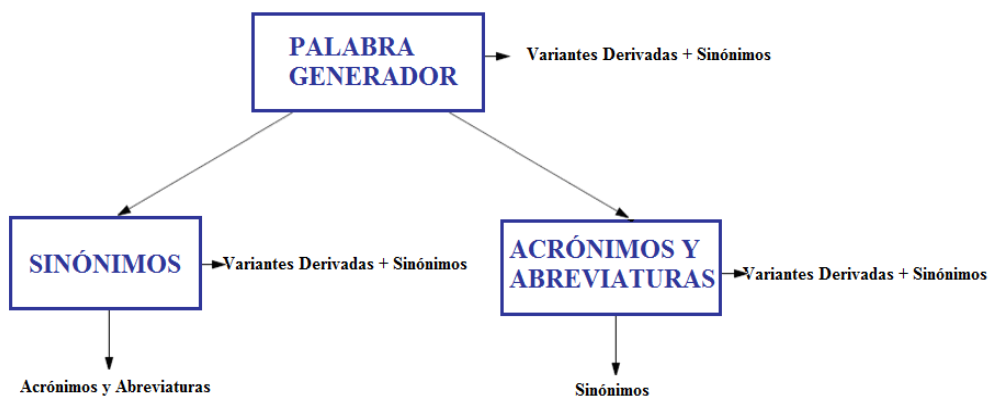 PALABRA
GENERADOR
Variantes Derivadas + Sinónimos
SINÓNIMOS
Variantes Derivadas + Sinónimos
ACRÓNIMOS Y
ABREVIATURAS
Variantes Derivadas + Sinónimos
Acrónimos y Abreviaturas
Sinónimos